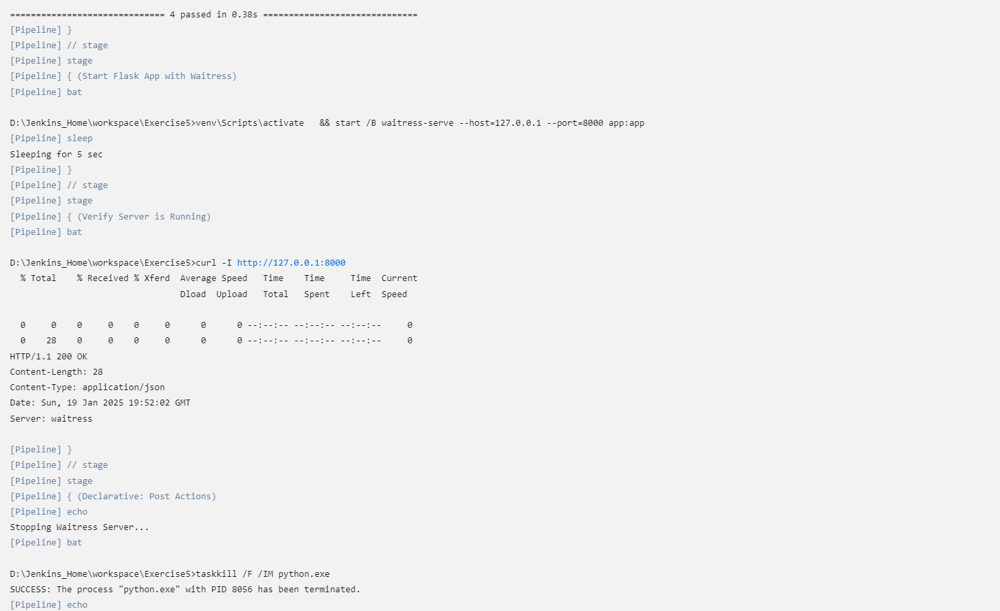 ============================== 4 passed in 0.38s ==============================
[Pipeline] }
[Pipeline] // stage
[Pipeline] stage
[Pipeline] { (Start Flask App with Waitress)
[Pipeline] bat

D:\Jenkins_Home\workspace\Exercise5>venv\Scripts\activate   && start /B waitress-serve --host=127.0.0.1 --port=8000 app:app
[Pipeline] sleep
Sleeping for 5 sec
[Pipeline] }
[Pipeline] // stage
[Pipeline] stage
[Pipeline] { (Verify Server is Running)
[Pipeline] bat

D:\Jenkins_Home\workspace\Exercise5>curl -I http://127.0.0.1:8000
  % Total    % Received % Xferd  Average Speed   Time    Time     Time  Current
                                 Dload  Upload   Total   Spent    Left  Speed

  0     0    0     0    0     0      0      0 --:--:-- --:--:-- --:--:--     0
  0    28    0     0    0     0      0      0 --:--:-- --:--:-- --:--:--     0
HTTP/1.1 200 OK
Content-Length: 28
Content-Type: application/json
Date: Sun, 19 Jan 2025 19:52:02 GMT
Server: waitress

[Pipeline] }
[Pipeline] // stage
[Pipeline] stage
[Pipeline] { (Declarative: Post Actions)
[Pipeline] echo
Stopping Waitress Server...
[Pipeline] bat

D:\Jenkins_Home\workspace\Exercise5>taskkill /F /IM python.exe
SUCCESS: The process "python.exe" with PID 8056 has been terminated.
[Pipeline] echo